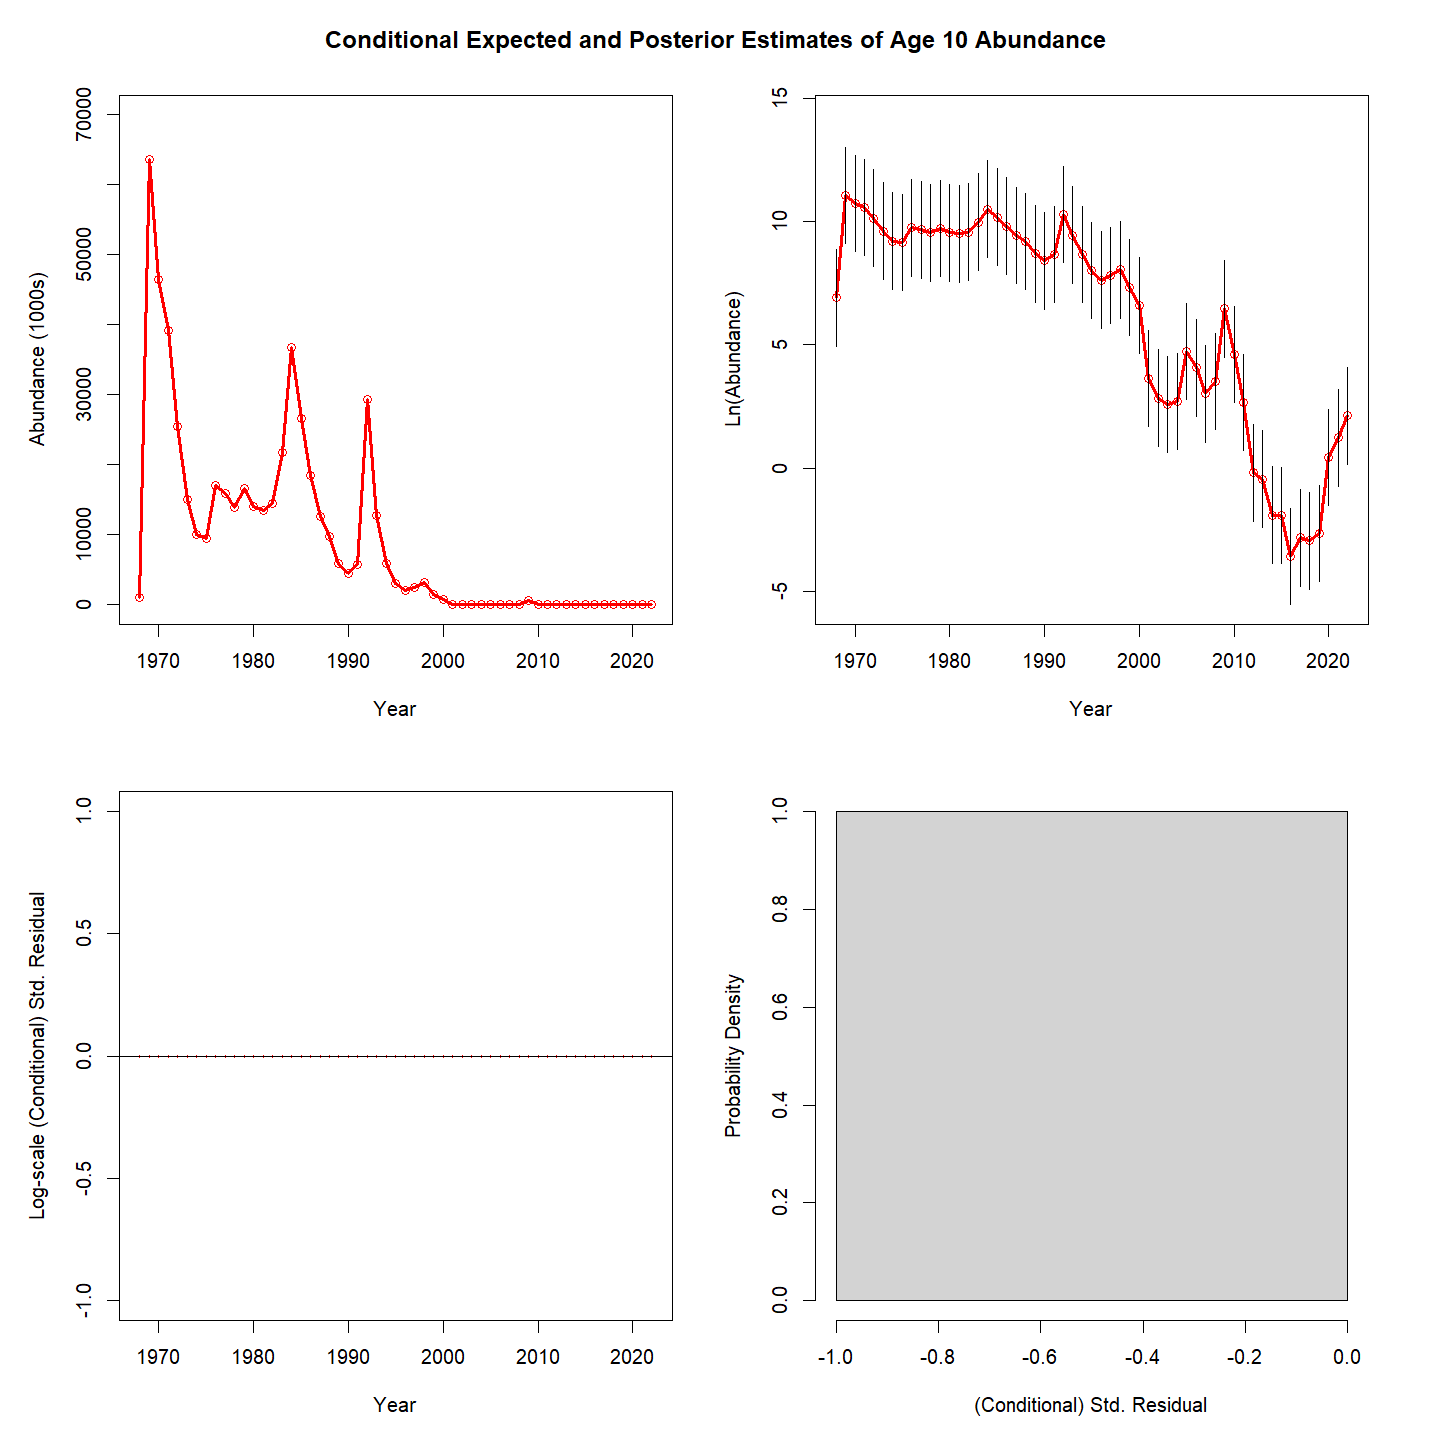 Conditional Expected and Posterior Estimates of Age 10 Abundance
Abundance (1000s)
70000
50000
30000
10000
0
1970 1980 1990 2000 2010 2020
Year
Ln(Abundance)
15
10
5
0
-5
1970 1980 1990 2000 2010 2020
Year
Log-scale (Conditional) Std. Residual
1.0
0.5
0.0
-0.5
-1.0
1970 1980 1990 2000 2010 2020
Year
Probability Density
1.0
0.8
0.6
0.4
0.2
0.0
-1.0 -0.8 -0.6 -0.4 -0.2 0.0
(Conditional) Std. Residual